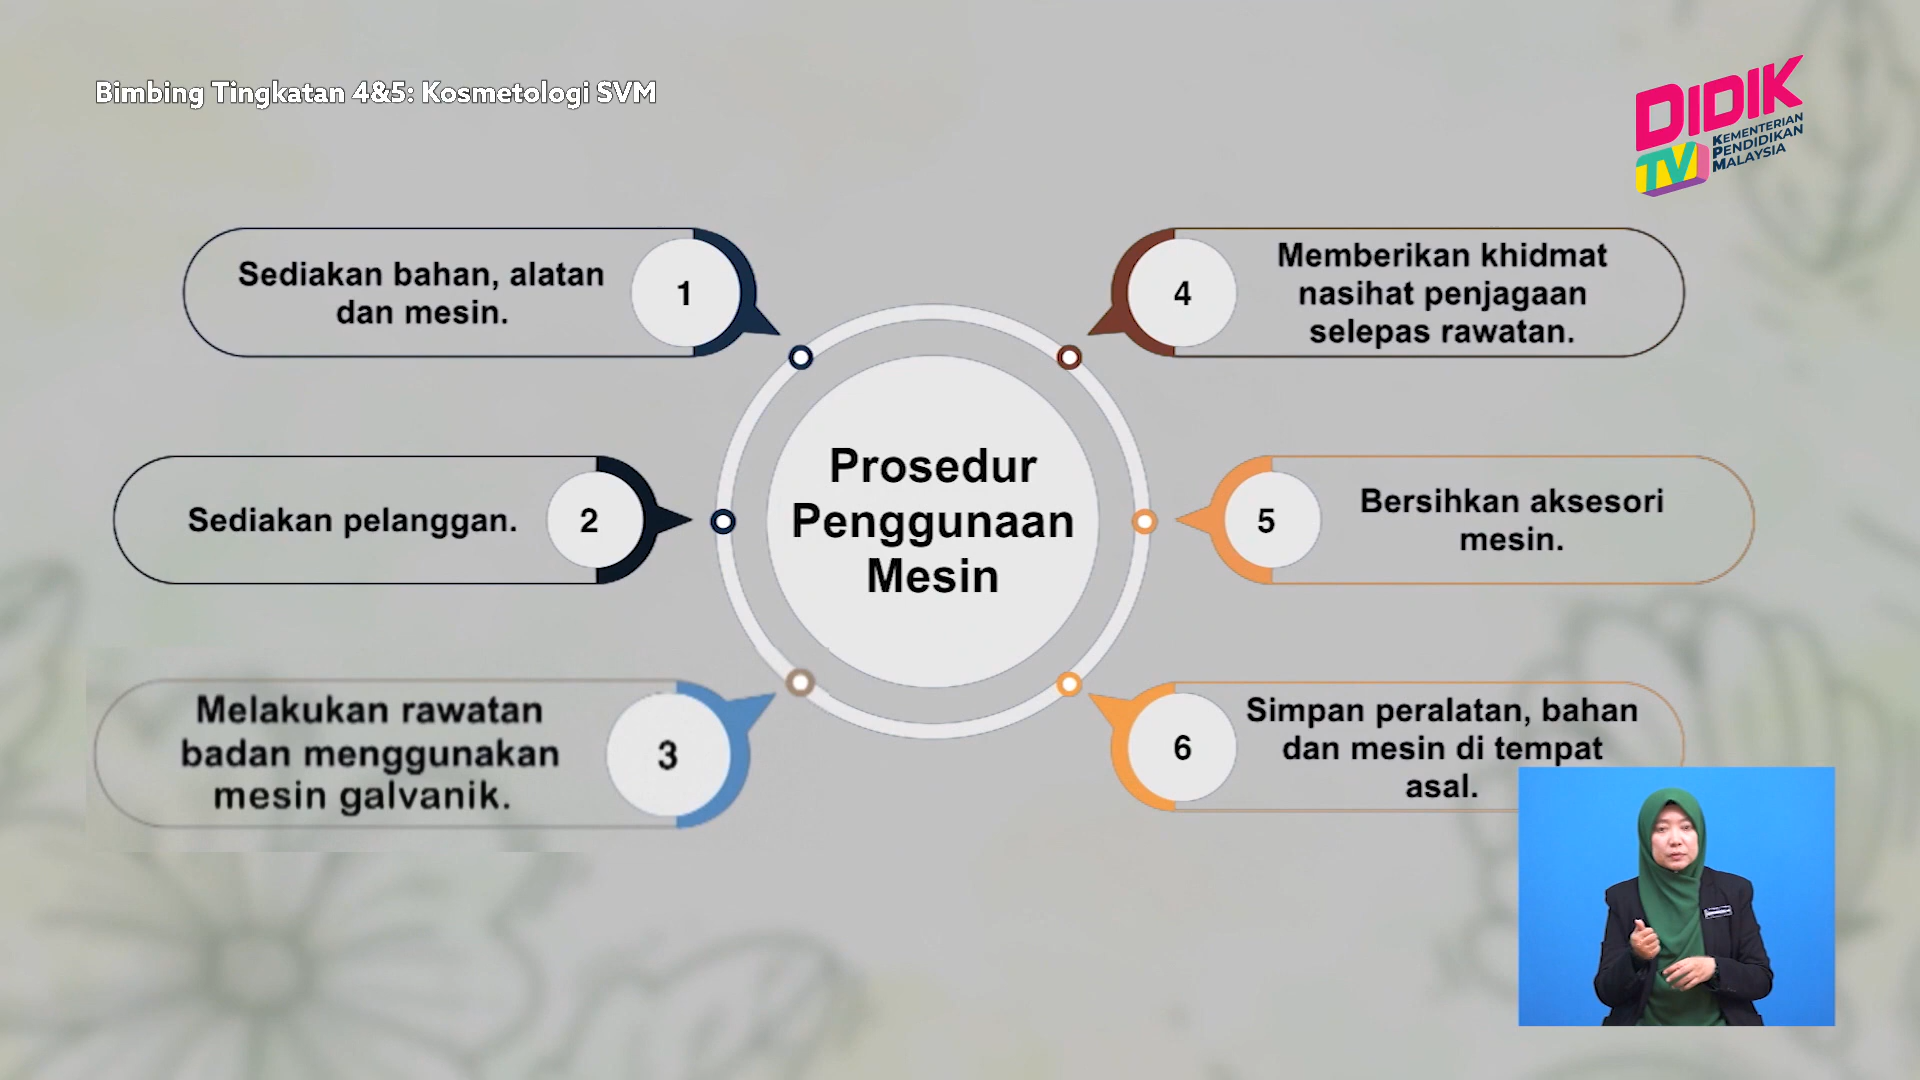 Bimbing Tingkatan 4&5: Kosmetologi SVM
DIDIK
TV
KEMENTERIAN
PENDIDIKAN
MALAYSIA
Prosedur
Penggunaan
Mesin
1
Sediakan bahan, alatan
dan mesin.
2
Sediakan pelanggan.
3
Melakukan rawatan
badan menggunakan
mesin galvanik.
4
Memberikan khidmat
nasihat penjagaan
selepas rawatan.
5
Bersihkan aksesori
mesin.
6
Simpan peralatan, bahan
dan mesin di tempat
asal.